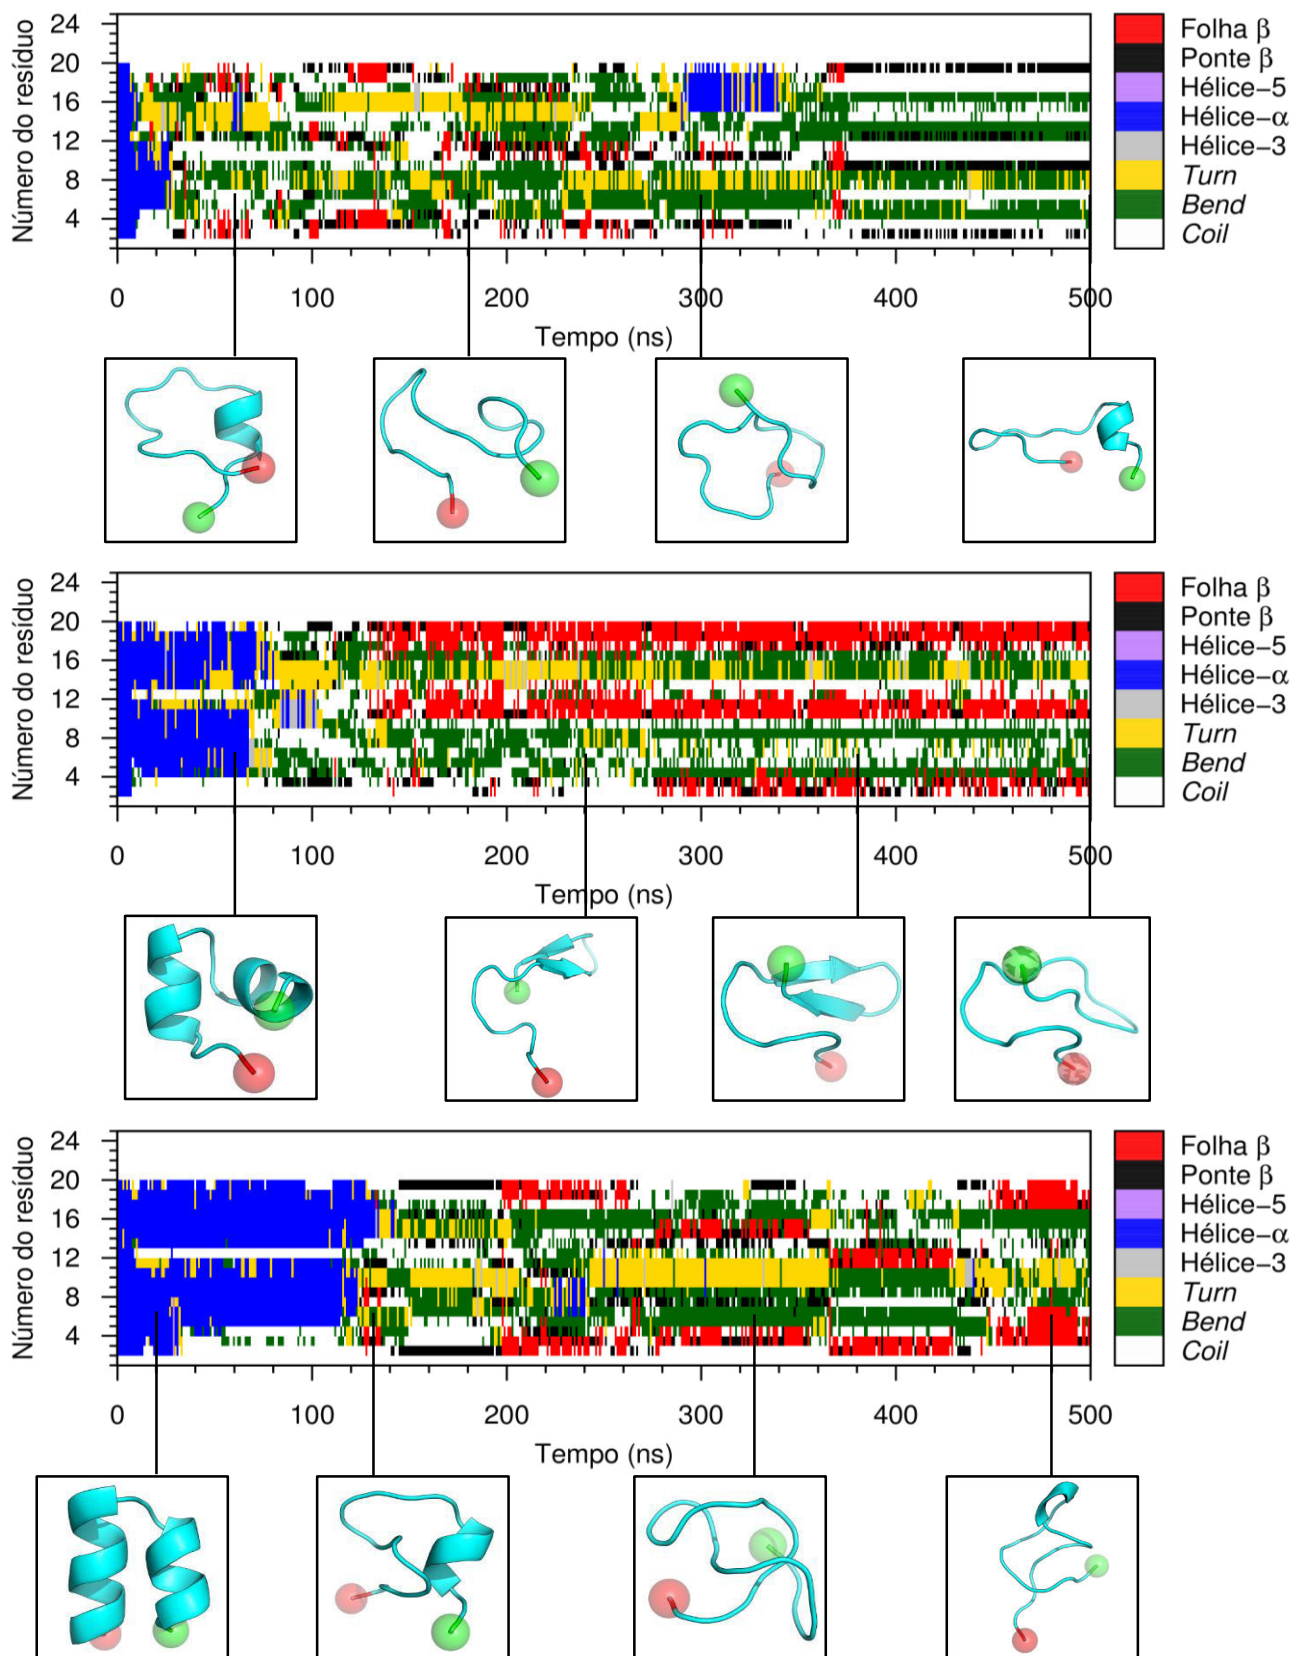 Número do resíduo
24
20
16
12
8
4
0
100
200
300
400
500
Tempo (ns)
Folha β
Ponte β
Hélice−5
Hélice−α
Hélice−3
Turn
Bend
Coil
Número do resíduo
24
20
16
12
8
4
0
100
200
300
400
500
Tempo (ns)
Folha β
Ponte β
Hélice−5
Hélice−α
Hélice−3
Turn
Bend
Coil
Número do resíduo
24
20
16
12
8
4
0
100
200
300
400
500
Tempo (ns)
Folha β
Ponte β
Hélice−5
Hélice−α
Hélice−3
Turn
Bend
Coil